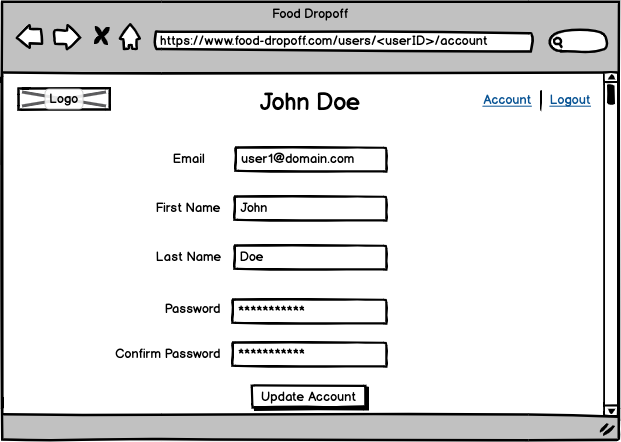 Food Dropoff
https://www.food-dropoff.com/users/<userID>/account
Logo
John Doe
Account
Logout
Email
user1@domain.com
First Name
John
Last Name
Doe
Password
***********
Confirm Password
***********
Update Account